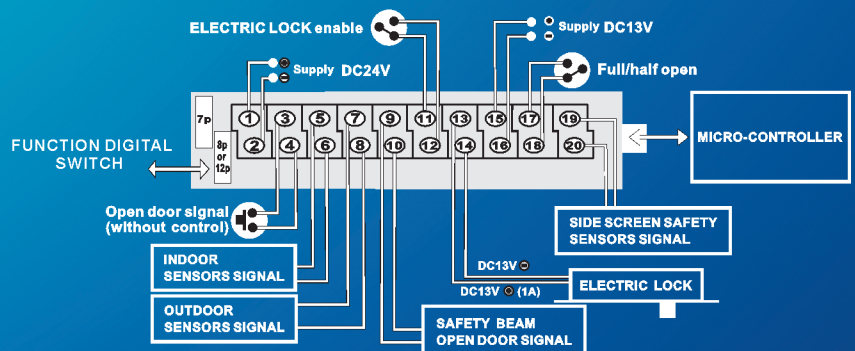 ELECTRIC LOCK enable
Supply DC13V
Supply DC24V
Full/half open
7p
1 3 5 7 9 11 13 15 17 19
8p
or
12p
2 4 6 8 10 12 14 16 18 20
FUNCTION DIGITAL
SWITCH
MICRO-CONTROLLER
Open door signal
(without control)
SIDE SCREEN SAFETY
SENSORS SIGNAL
INDOOR
SENSORS SIGNAL
DC13V
ELECTRIC LOCK
DC13V (1A)
OUTDOOR
SENSORS SIGNAL
SAFETY BEAM
OPEN DOOR SIGNAL